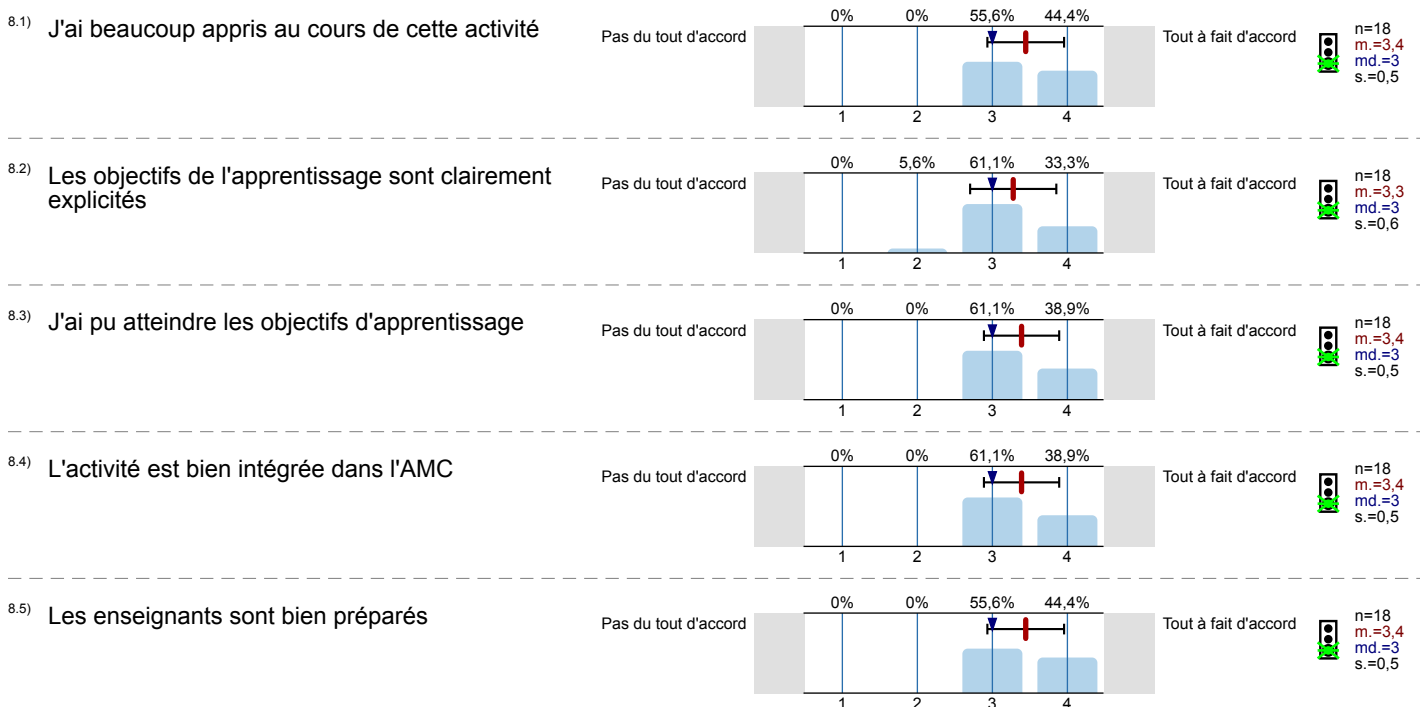 8.1) J'ai beaucoup appris au cours de cette activité
Pas du tout d'accord
0% 0% 55,6% 44,4%
1 2 3 4
Tout à fait d'accord
n=18
m.=3,4
md.=3
s.=0,5
8.2) Les objectifs de l'apprentissage sont clairement
explicités
Pas du tout d'accord
0% 5,6% 61,1% 33,3%
1 2 3 4
Tout à fait d'accord
n=18
m.=3,3
md.=3
s.=0,6
8.3) J'ai pu atteindre les objectifs d'apprentissage
Pas du tout d'accord
0% 0% 61,1% 38,9%
1 2 3 4
Tout à fait d'accord
n=18
m.=3,4
md.=3
s.=0,5
8.4) L'activité est bien intégrée dans l'AMC
Pas du tout d'accord
0% 0% 61,1% 38,9%
1 2 3 4
Tout à fait d'accord
n=18
m.=3,4
md.=3
s.=0,5
8.5) Les enseignants sont bien préparés
Pas du tout d'accord
0% 0% 55,6% 44,4%
1 2 3 4
Tout à fait d'accord
n=18
m.=3,4
md.=3
s.=0,5